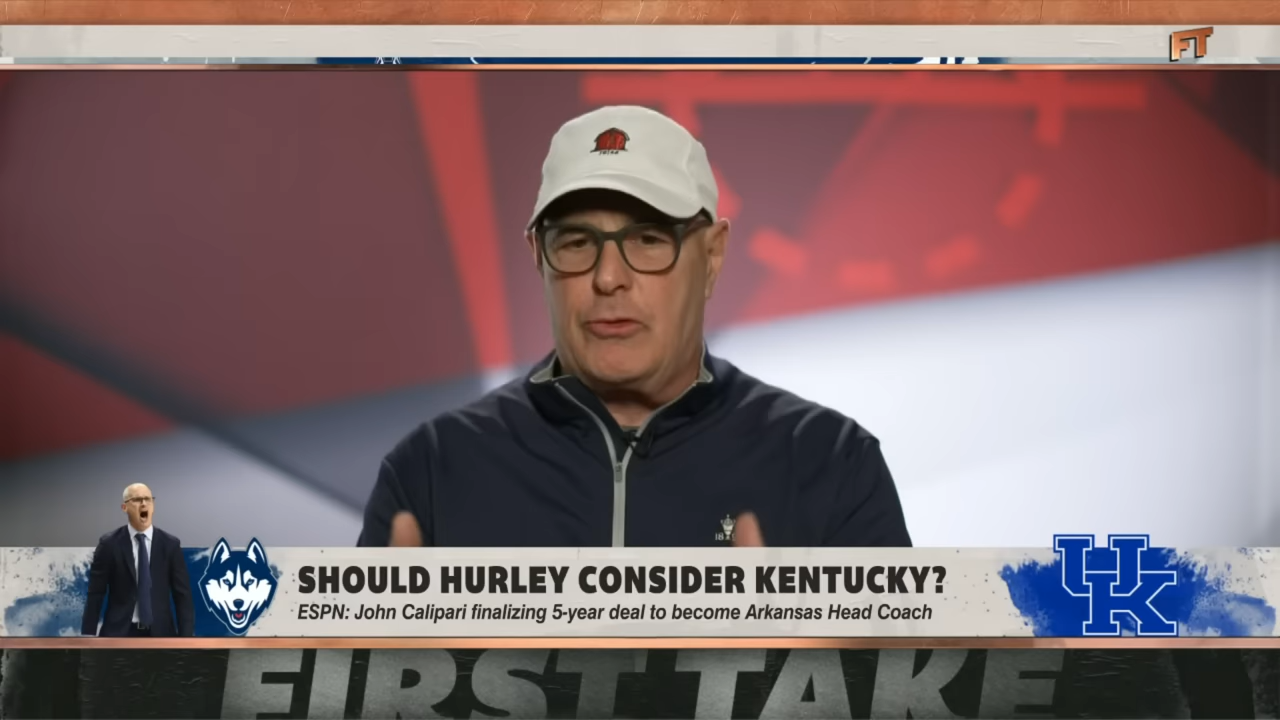 FT
SHOULD HURLEY CONSIDER KENTUCKY?
ESPN: John Calipari finalizing 5-year deal to become Arkansas Head Coach
UK
FIRST TAKE